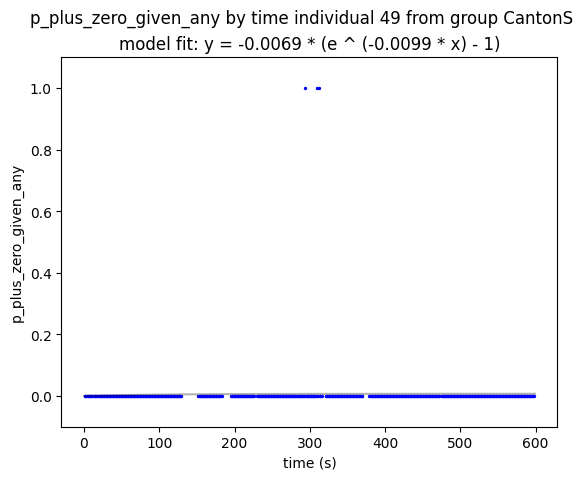 p_plus_zero_given_any by time individual 49 from group CantonS
model fit: y = -0.0069 * (e ^ (-0.0099 * x) - 1)
p_plus_zero_given_any
1.0
0.8
0.6
0.4
0.2
0.0
0 100 200 300 400 500 600
time (s)